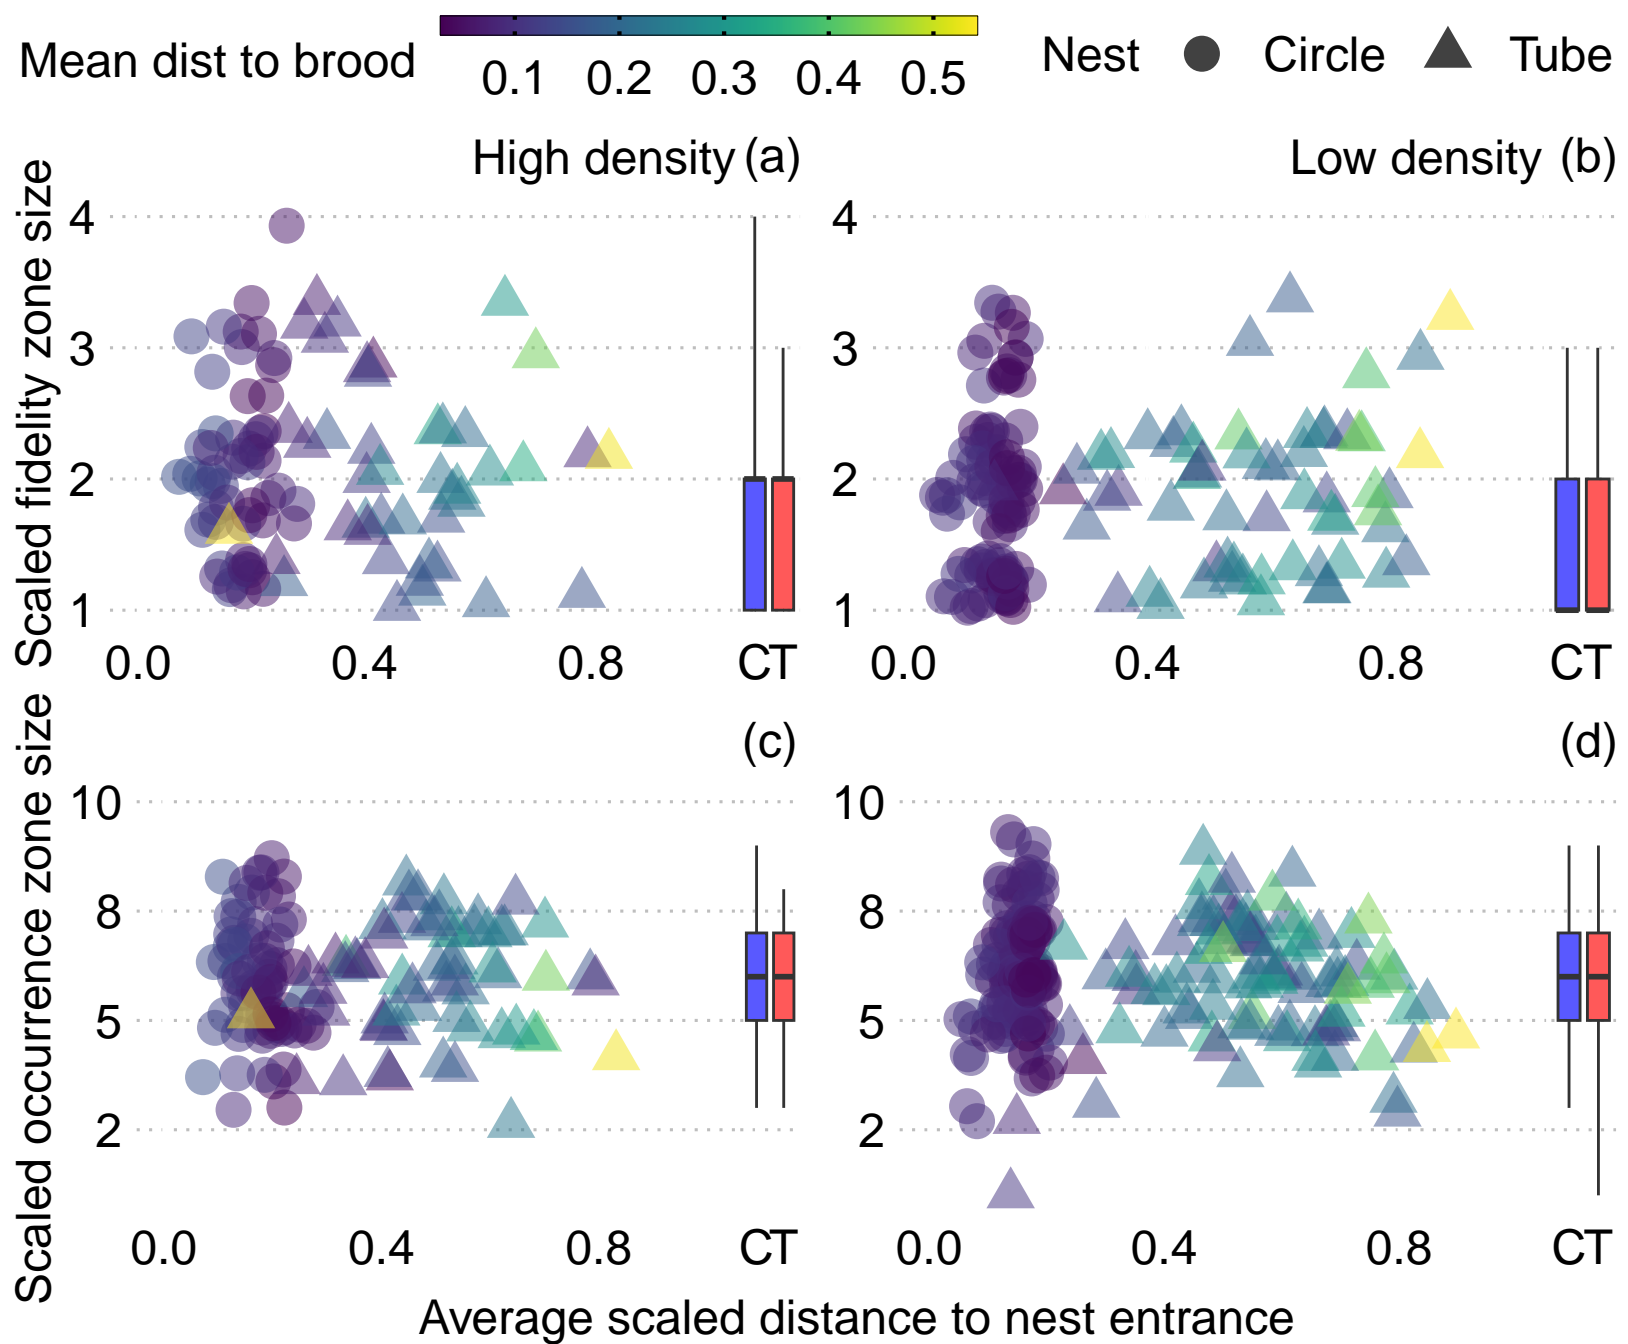 Mean dist to brood
0.1 0.2 0.3 0.4 0.5
Nest Circle Tube
High density (a)
Low density (b)
Scaled fidelity zone size
4
3
2
1
0.0 0.4 0.8 CT
4
3
2
1
0.0 0.4 0.8 CT
Scaled occurrence zone size
(c)
10
8
5
2
0.0 0.4 0.8 CT
(d)
10
8
5
2
0.0 0.4 0.8 CT
Average scaled distance to nest entrance